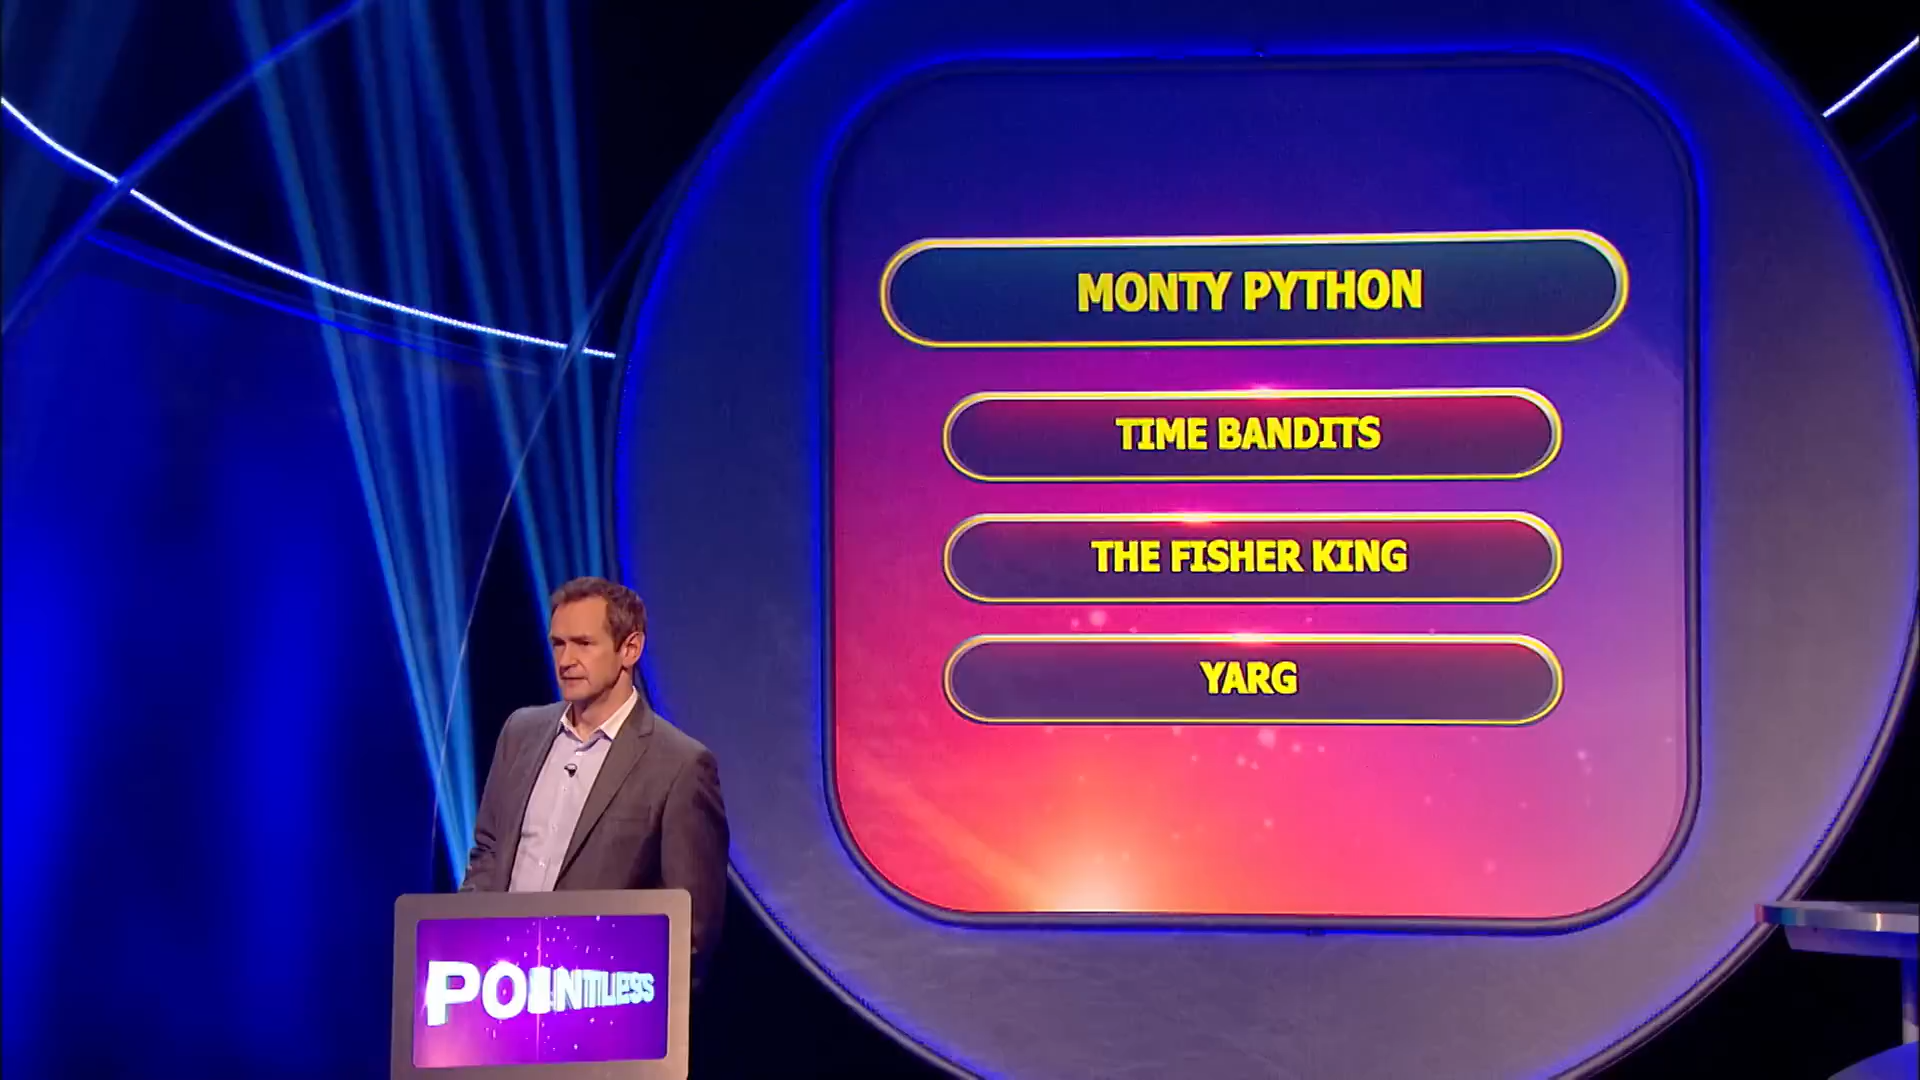 MONTY PYTHON
TIME BANDITS
THE FISHER KING
YARG
POINTLESS